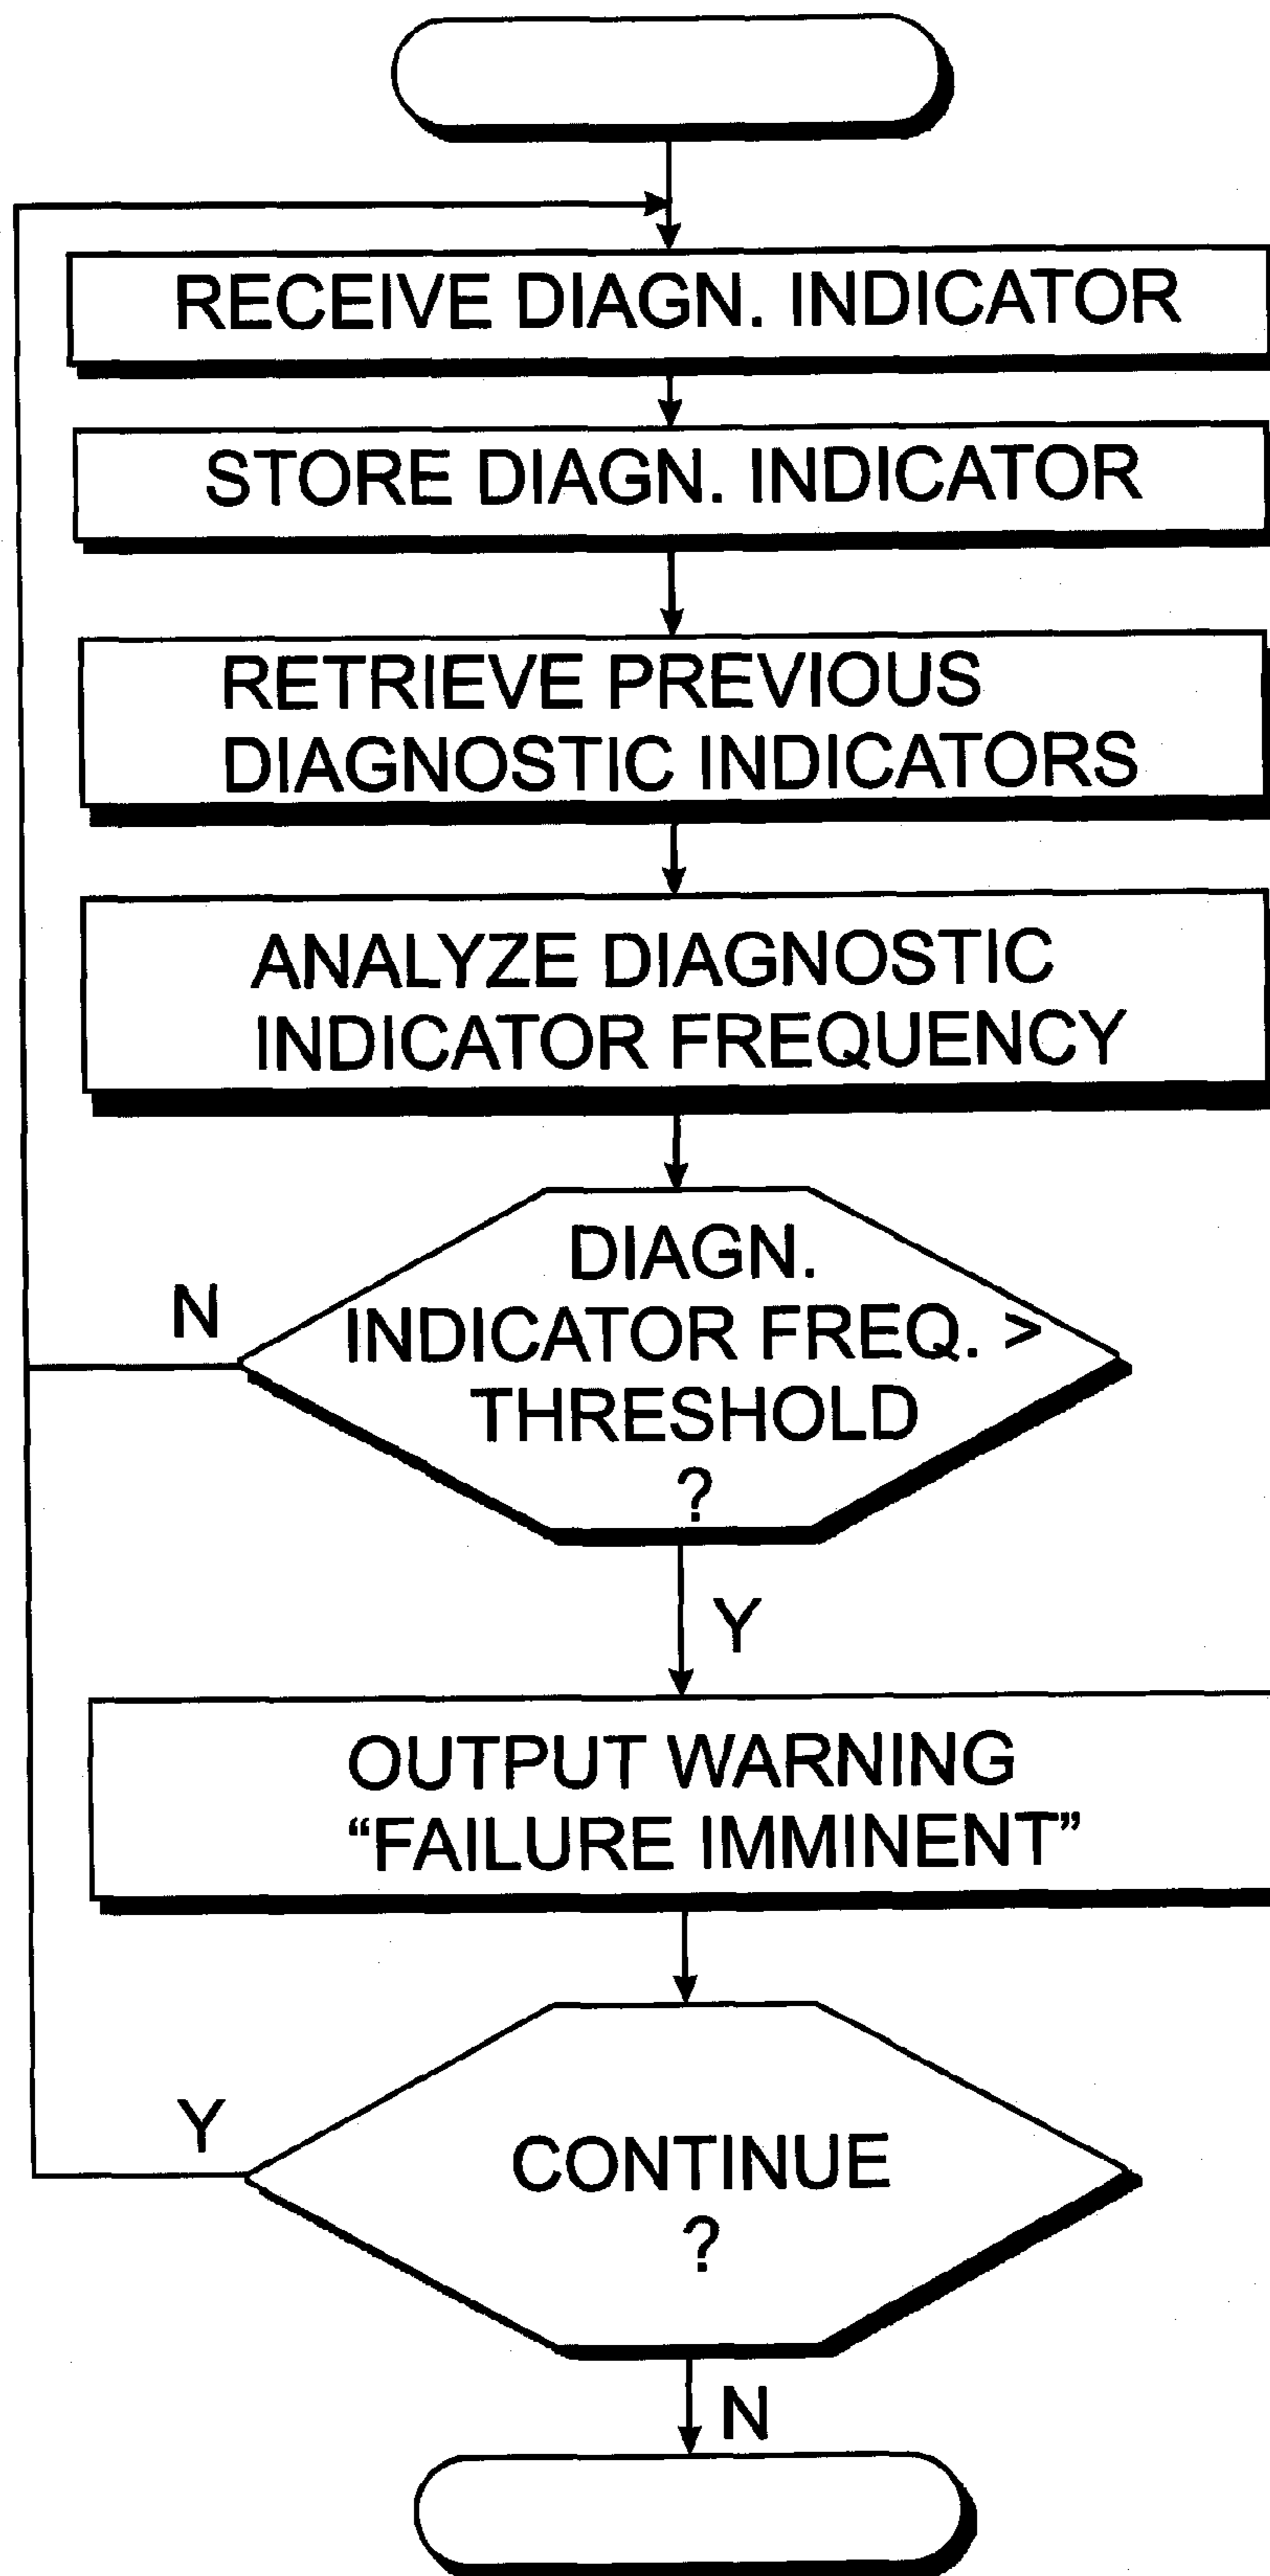 RECEIVE DIAGN. INDICATOR
STORE DIAGN. INDICATOR
RETRIEVE PREVIOUS
DIAGNOSTIC INDICATORS
ANALYZE DIAGNOSTIC
INDICATOR FREQUENCY
DIAGN.
N
INDICATOR FREQ. >
THRESHOLD
?
Y
OUTPUT WARNING
“FAILURE IMMINENT”
Y
CONTINUE
?
N